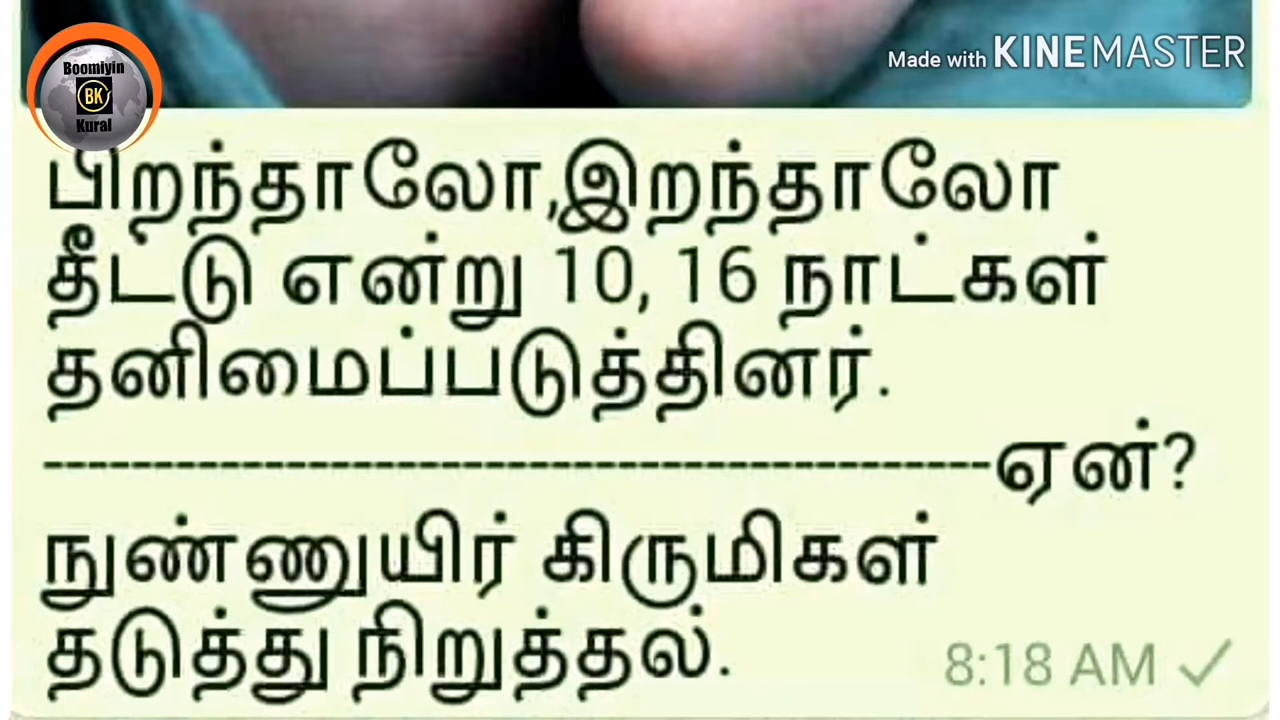 Made with KINEMASTER
Boomiyin
BK
Kural
பிறந்தாலோ,இறந்தாலோ
தீட்டு என்று 10, 16 நாட்கள்
தனிமைப்படுத்தினர்.
-------------------------------------------ஏன்?
நுண்ணுயிர் கிருமிகள்
தடுத்து நிறுத்தல்.
8:18 AM ✓